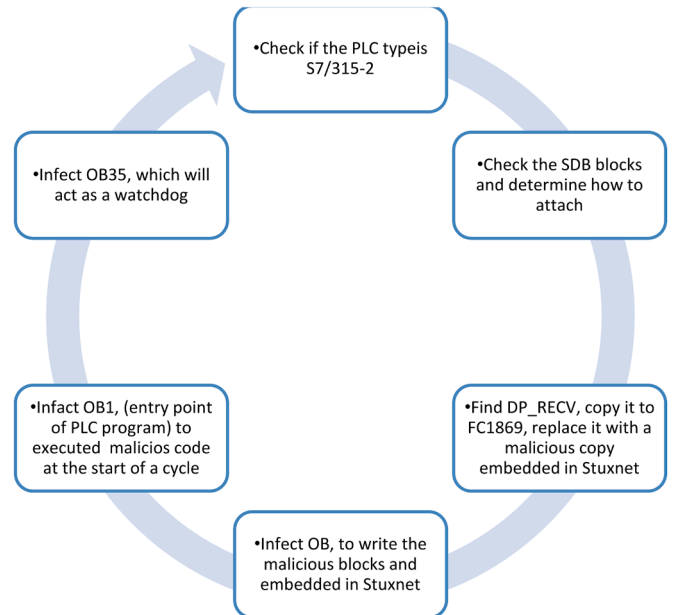 •Check if the PLC typeis
S7/315-2
•Check the SDB blocks
and determine how to
attach
•Find DP_RECV, copy it to
FC1869, replace it with a
malicious copy
embedded in Stuxnet
•Infect OB, to write the
malicious blocks and
embedded in Stuxnet
•Infact OB1, (entry point
of PLC program) to
executed malicios code
at the start of a cycle
•Infect OB35, which will
act as a watchdog